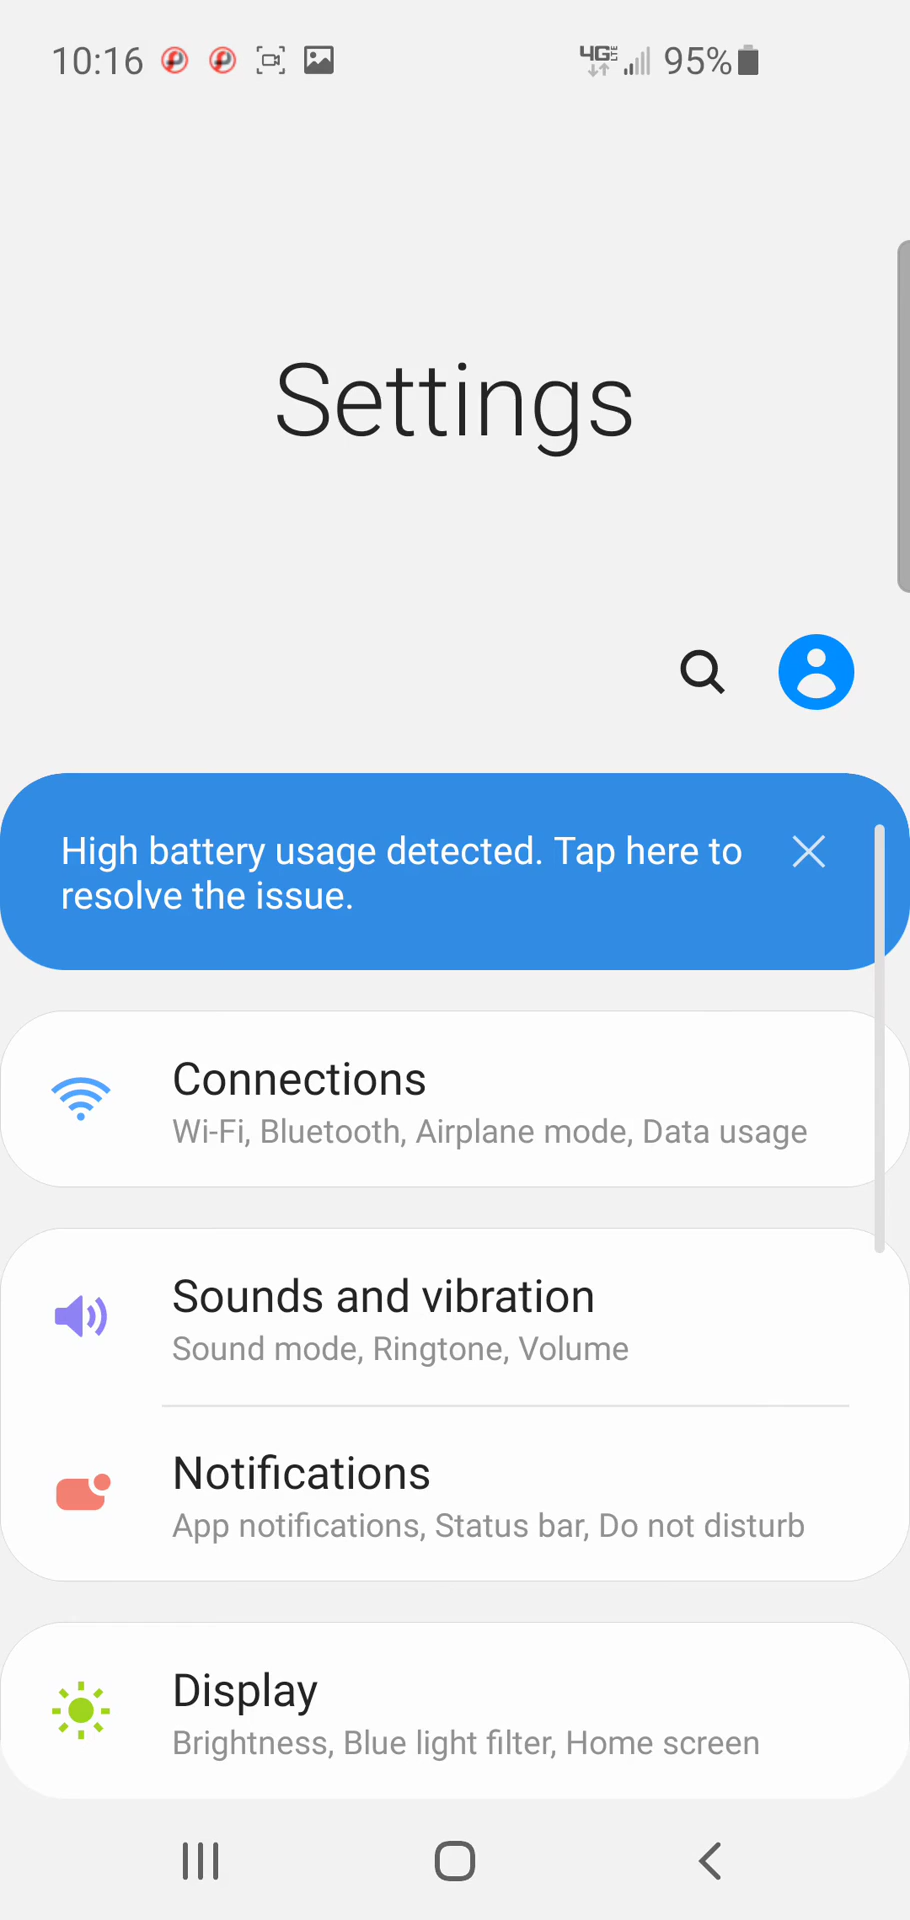 10:16
4G LTE 95%
Settings
High battery usage detected. Tap here to
resolve the issue.
Connections
Wi-Fi, Bluetooth, Airplane mode, Data usage
Sounds and vibration
Sound mode, Ringtone, Volume
Notifications
App notifications, Status bar, Do not disturb
Display
Brightness, Blue light filter, Home screen